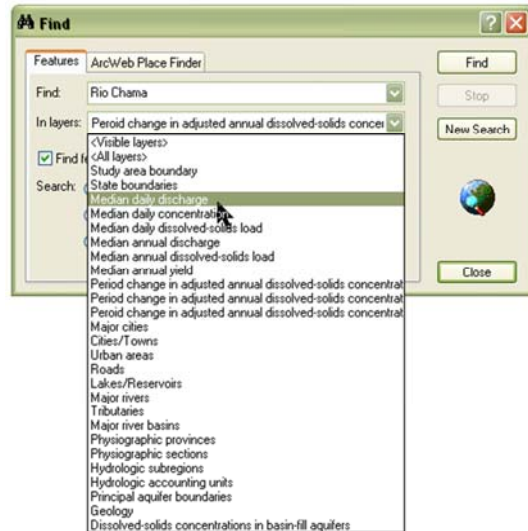 Find
Features ArcWeb Place Finder
Find: Rio Chama
In layers: Peroid change in adjusted annual dissolved-solids concer
<Visible layers>
<All layers>
Study area boundary
State boundaries
Median daily discharge
Median daily concentration
Median daily dissolved-solids load
Median annual discharge
Median annual dissolved-solids load
Median annual yield
Period change in adjusted annual dissolved-solids concentrat
Period change in adjusted annual dissolved-solids concentrat
Peroid change in adjusted annual dissolved-solids concentrat
Major cities
Cities/Towns
Urban areas
Roads
Lakes/Reservoirs
Major rivers
Tributaries
Major river basins
Physiographic provinces
Physiographic sections
Hydrologic subregions
Hydrologic accounting units
Principal aquifer boundaries
Geology
Dissolved-solids concentrations in basin-fill aquifers
Find fe
Search:
Find
Stop
New Search
Close